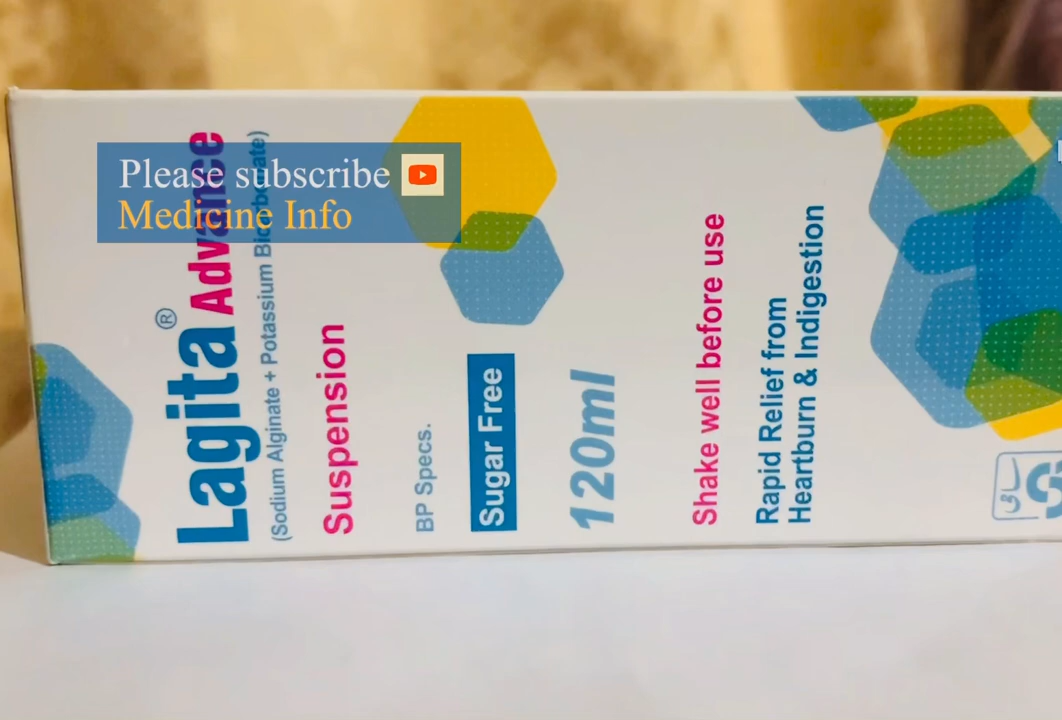 Please subscribe
Medicine Info
Lagita® Advance
(Sodium Alginate + Potassium Bicarbonate)
Suspension
BP Specs.
Sugar Free
120ml
Shake well before use
Rapid Relief from
Heartburn & Indigestion